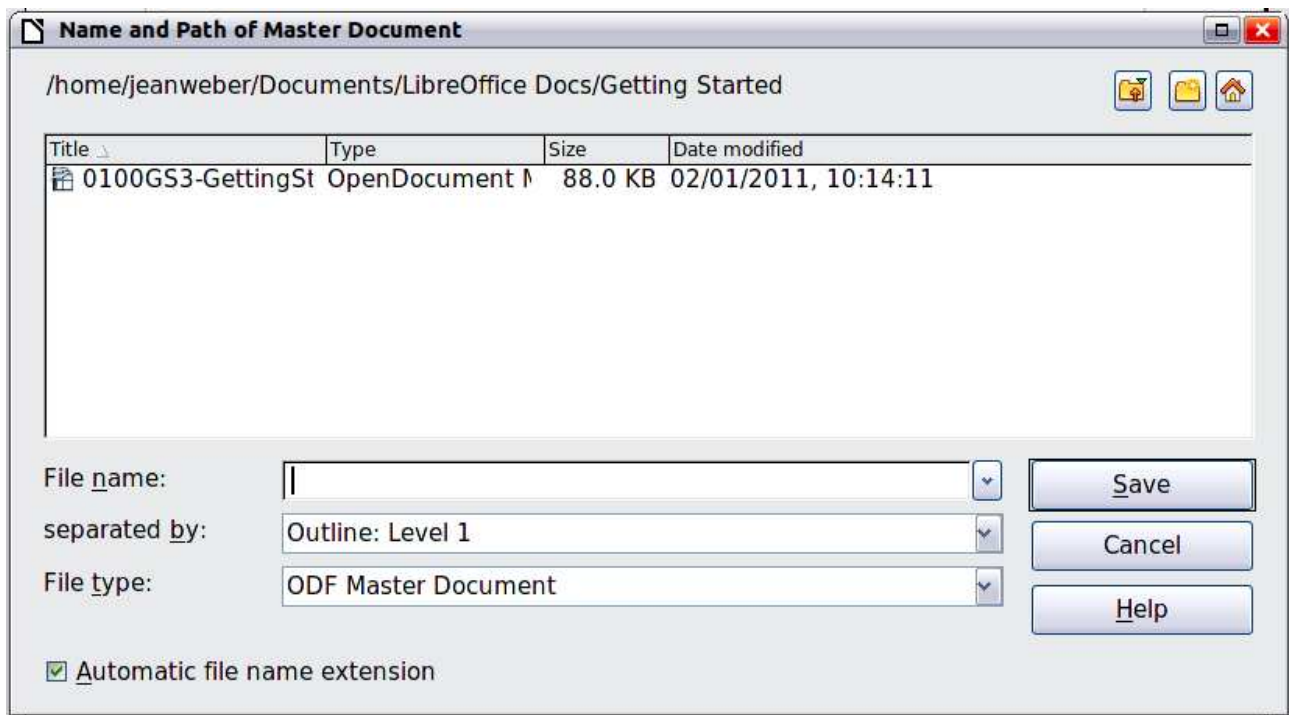 Name and Path of Master Document
/home/jeanweber/Documents/LibreOffice Docs/Getting Started
Title Type Size Date modified
0100GS3-GettingSt OpenDocument M 88.0 KB 02/01/2011, 10:14:11
File name:
Save
separated by: Outline: Level 1
Cancel
File type: ODF Master Document
Help
Automatic file name extension